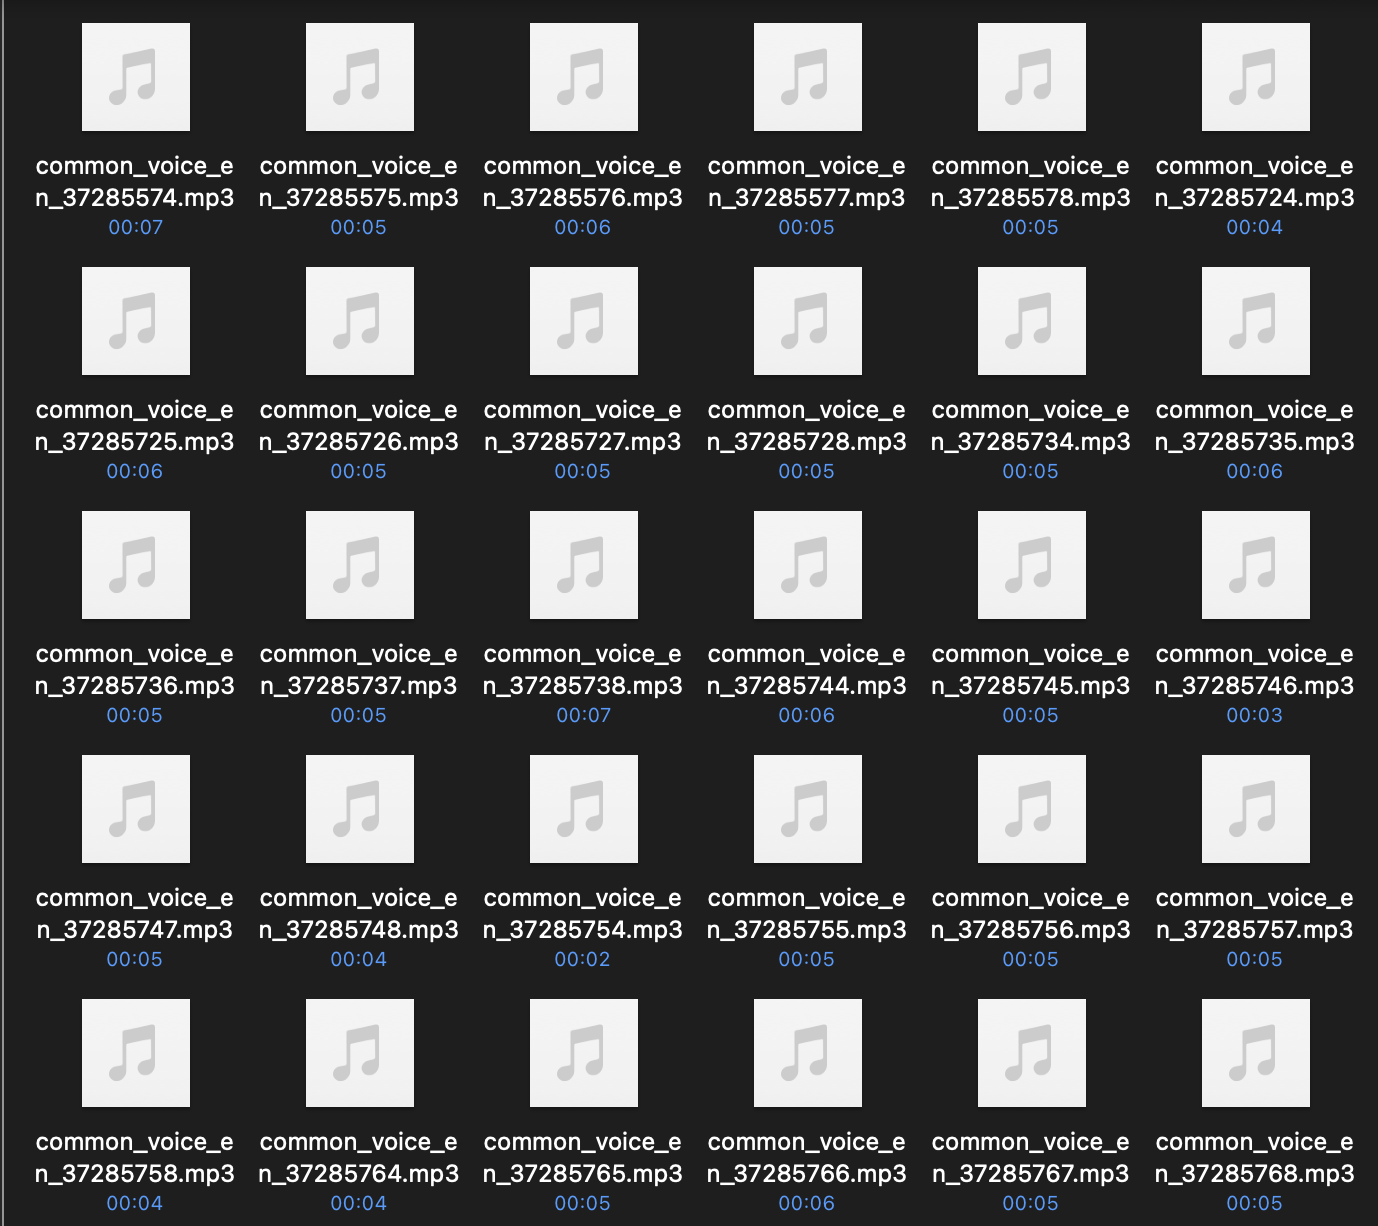 common_voice_e common_voice_e common_voice_e common_voice_e common_voice_e common_voice_e
n_37285574.mp3 n_37285575.mp3 n_37285576.mp3 n_37285577.mp3 n_37285578.mp3 n_37285724.mp3
00:07 00:05 00:06 00:05 00:05 00:04
common_voice_e common_voice_e common_voice_e common_voice_e common_voice_e common_voice_e
n_37285725.mp3 n_37285726.mp3 n_37285727.mp3 n_37285728.mp3 n_37285734.mp3 n_37285735.mp3
00:06 00:05 00:05 00:05 00:05 00:06
common_voice_e common_voice_e common_voice_e common_voice_e common_voice_e common_voice_e
n_37285736.mp3 n_37285737.mp3 n_37285738.mp3 n_37285744.mp3 n_37285745.mp3 n_37285746.mp3
00:05 00:05 00:07 00:06 00:05 00:03
common_voice_e common_voice_e common_voice_e common_voice_e common_voice_e common_voice_e
n_37285747.mp3 n_37285748.mp3 n_37285754.mp3 n_37285755.mp3 n_37285756.mp3 n_37285757.mp3
00:05 00:04 00:02 00:05 00:05 00:05
common_voice_e common_voice_e common_voice_e common_voice_e common_voice_e common_voice_e
n_37285758.mp3 n_37285764.mp3 n_37285765.mp3 n_37285766.mp3 n_37285767.mp3 n_37285768.mp3
00:04 00:04 00:05 00:06 00:05 00:05